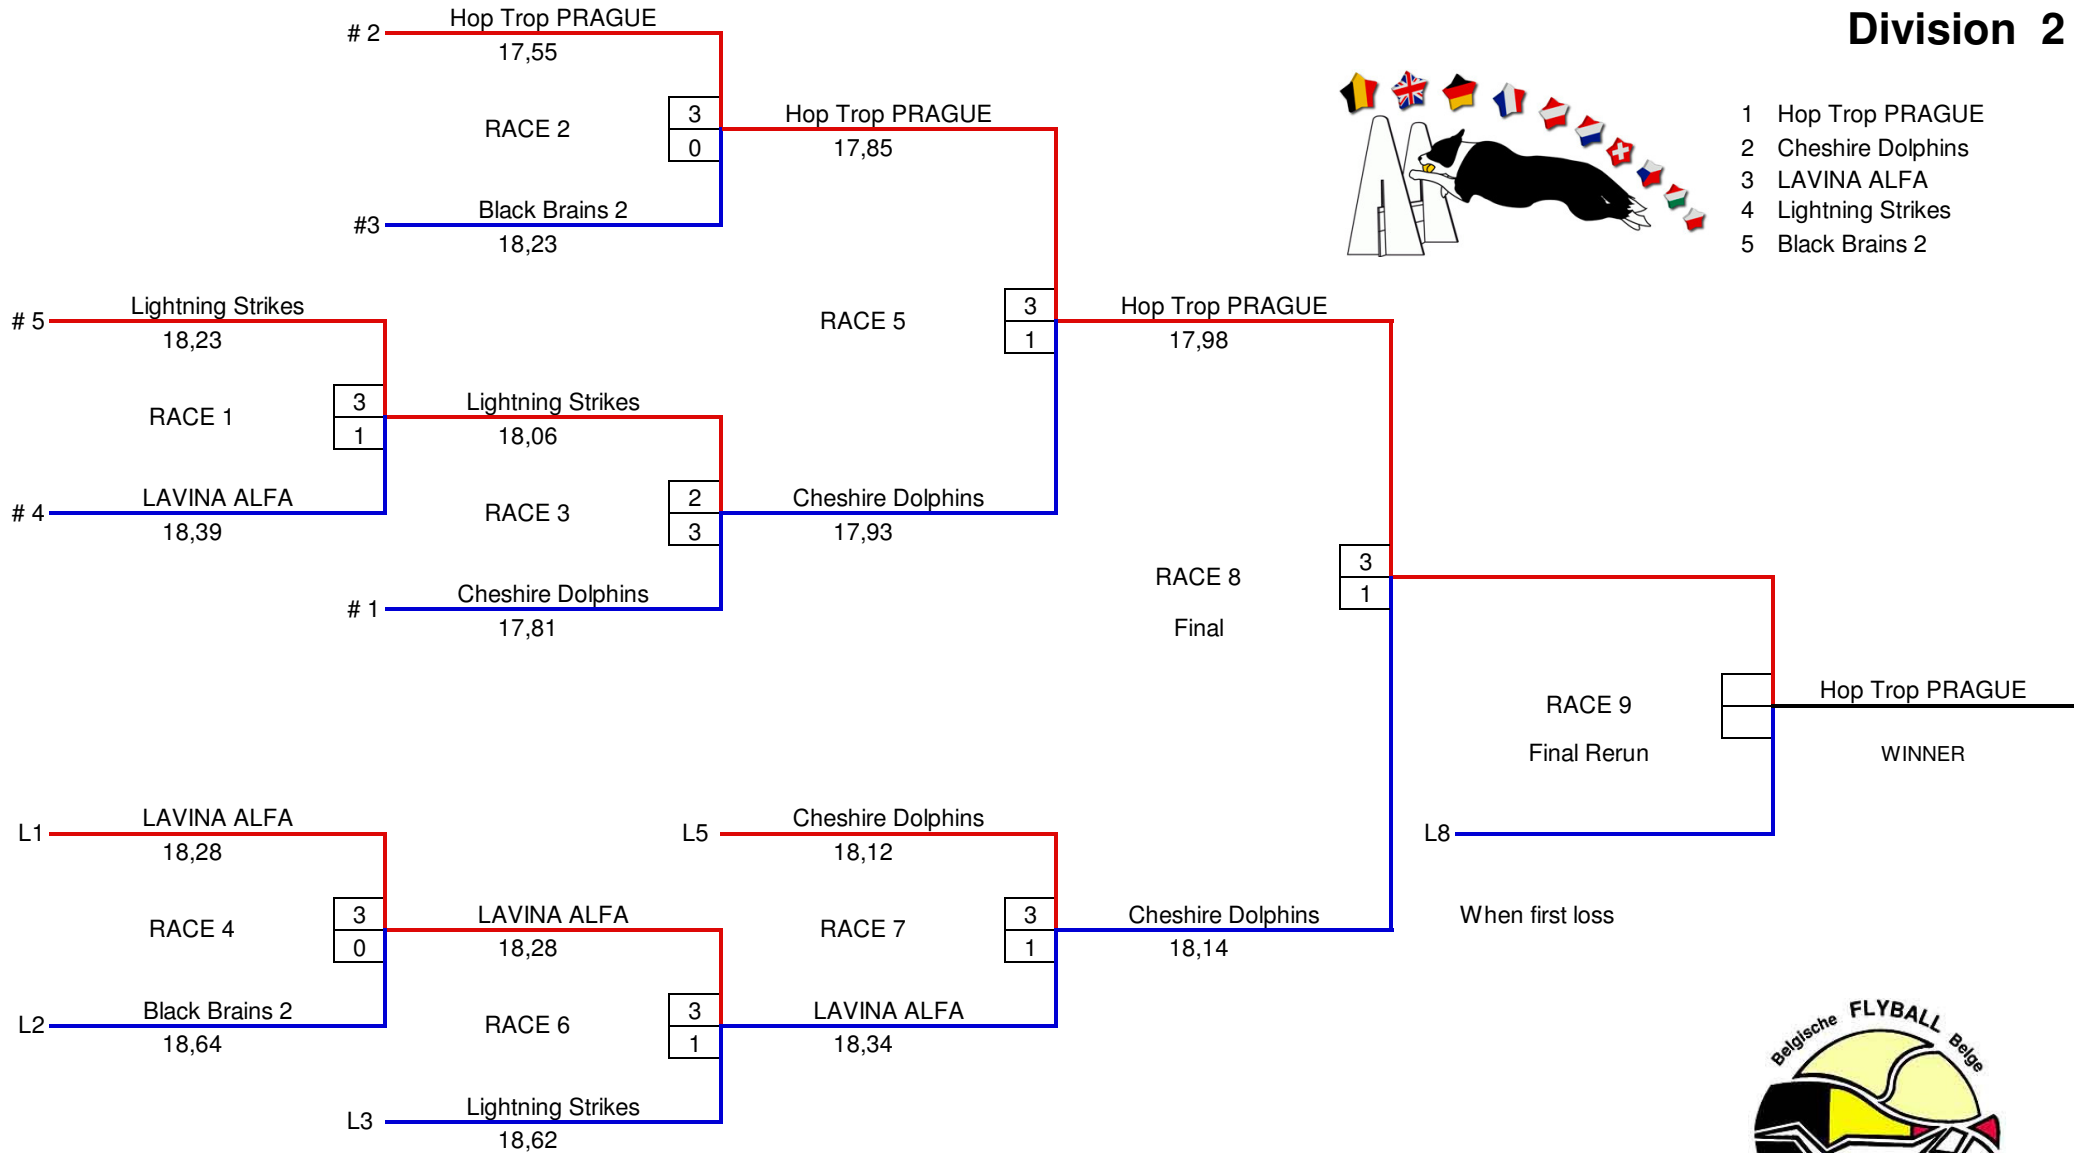 Division 2
Hop Trop PRAGUE
# 2
17,55
RACE 2
3
0
Black Brains 2
#3
18,23
Hop Trop PRAGUE
17,85
1 Hop Trop PRAGUE
2 Cheshire Dolphins
3 LAVINA ALFA
4 Lightning Strikes
5 Black Brains 2
Lightning Strikes
# 5
18,23
RACE 1
3
1
LAVINA ALFA
# 4
18,39
Lightning Strikes
18,06
RACE 3
2
3
Cheshire Dolphins
# 1
17,81
RACE 5
3
1
Cheshire Dolphins
17,93
Hop Trop PRAGUE
17,98
RACE 8
3
1
Final
RACE 9
Final Rerun
Hop Trop PRAGUE
WINNER
LAVINA ALFA
L1
18,28
RACE 4
3
0
Black Brains 2
L2
18,64
LAVINA ALFA
18,28
RACE 6
3
1
Lightning Strikes
L3
18,62
Cheshire Dolphins
L5
18,12
RACE 7
3
1
LAVINA ALFA
18,34
Cheshire Dolphins
18,14
L8
When first loss
Belgische FLYBALL Belge